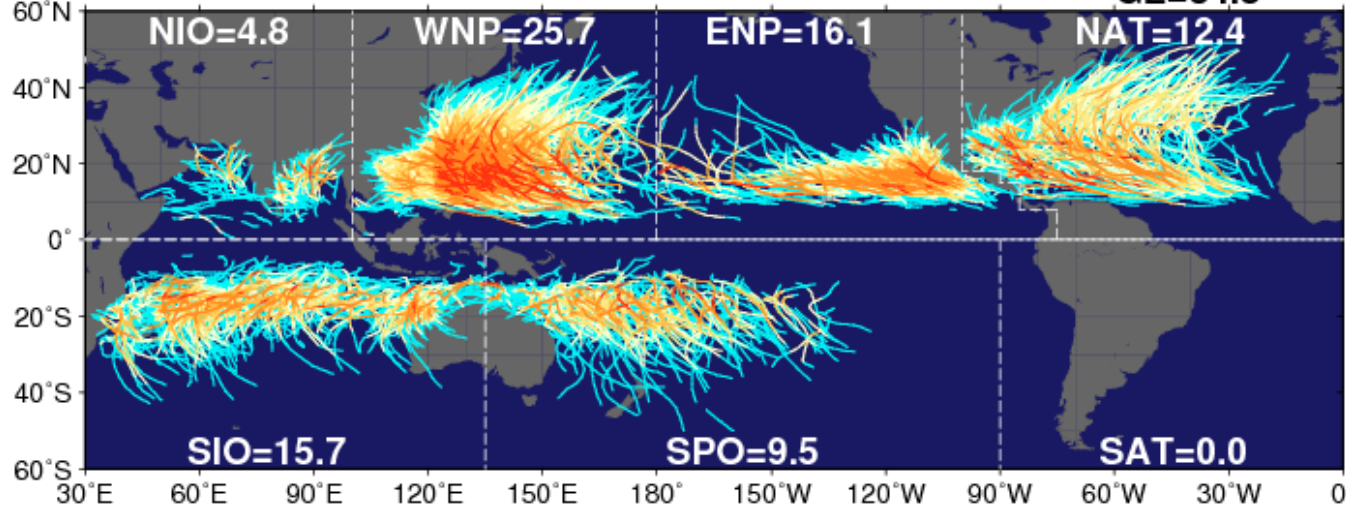 60˚N NIO=4.8 WNP=25.7 ENP=16.1 NAT=12.4
40˚N
20˚N
0˚
20˚S
40˚S
60˚S SIO=15.7 SPO=9.5 SAT=0.0
30˚E 60˚E 90˚E 120˚E 150˚E 180˚ 150˚W 120˚W 90˚W 60˚W 30˚W 0